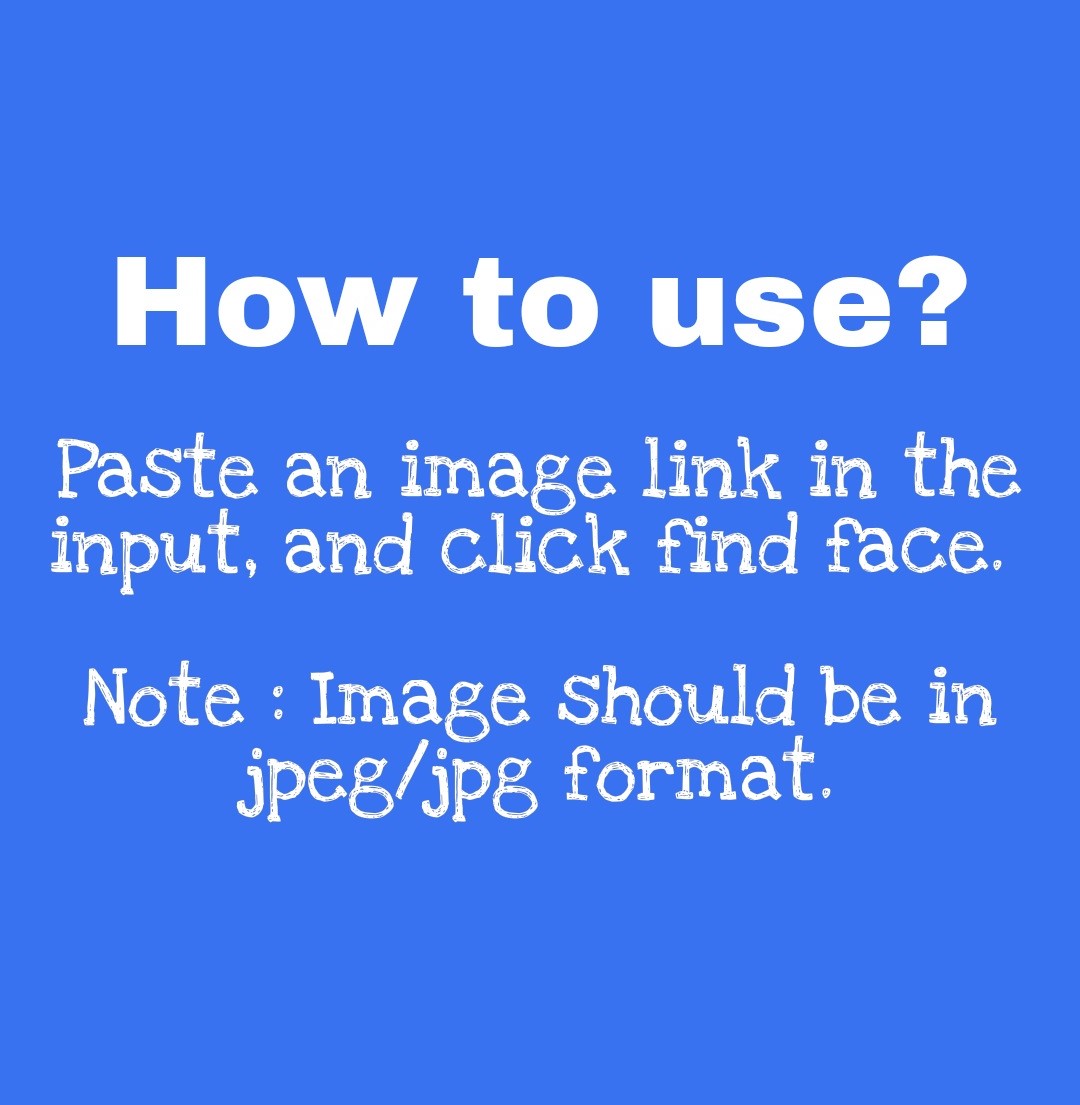 How to use?
Paste an image link in the
input, and click find face.
Note : Image should be in
jpeg/jpg format.